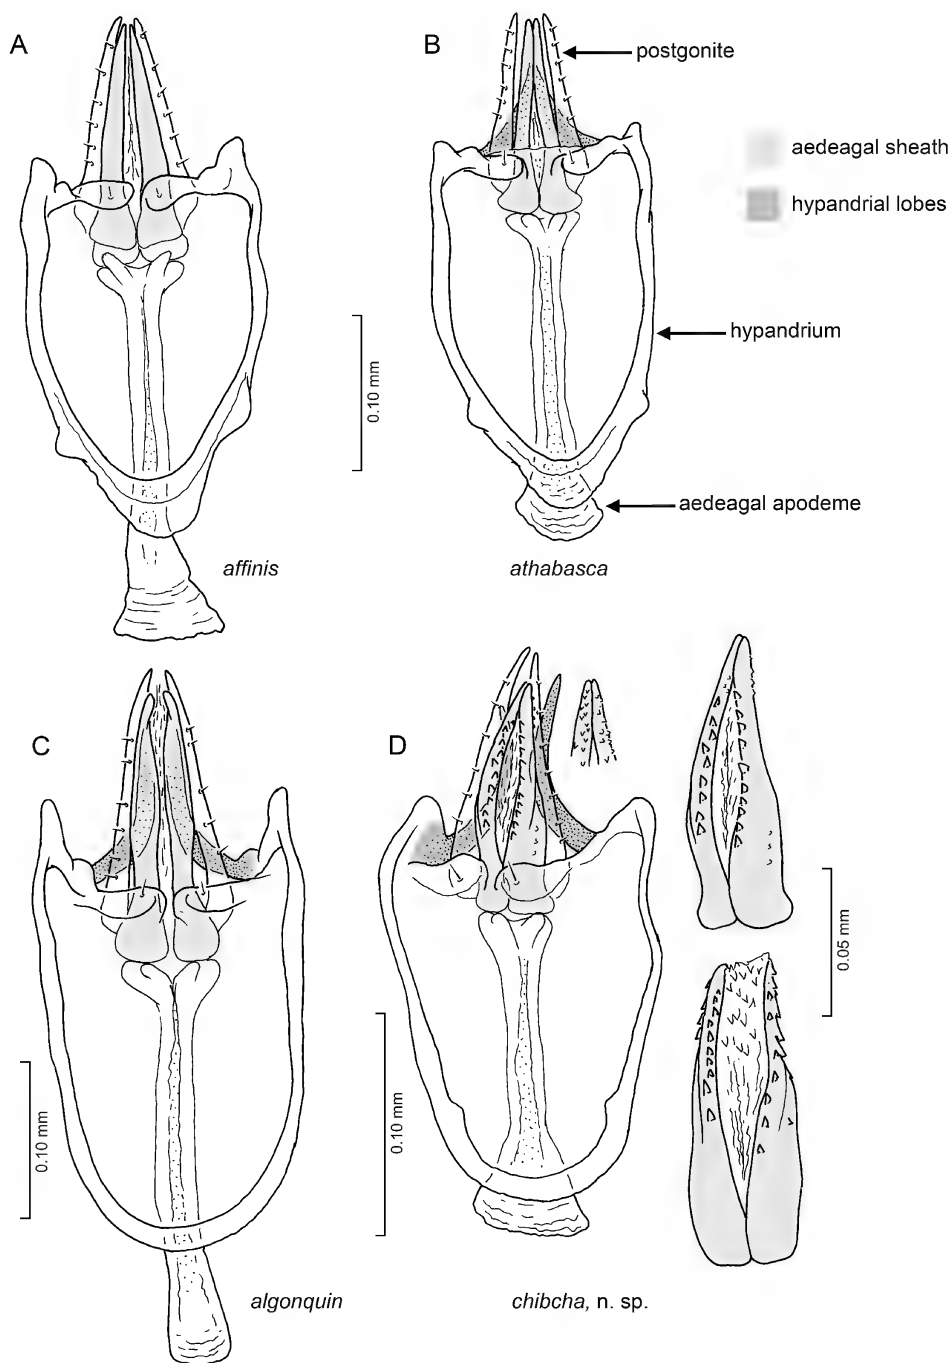 A
B
postgonite
aedeagal sheath
hypandrial lobes
hypandrium
0.10 mm
aedeagal apodeme
affinis
athabasca
C
D
0.05 mm
0.10 mm
0.10 mm
algonquin
chibcha, n. sp.